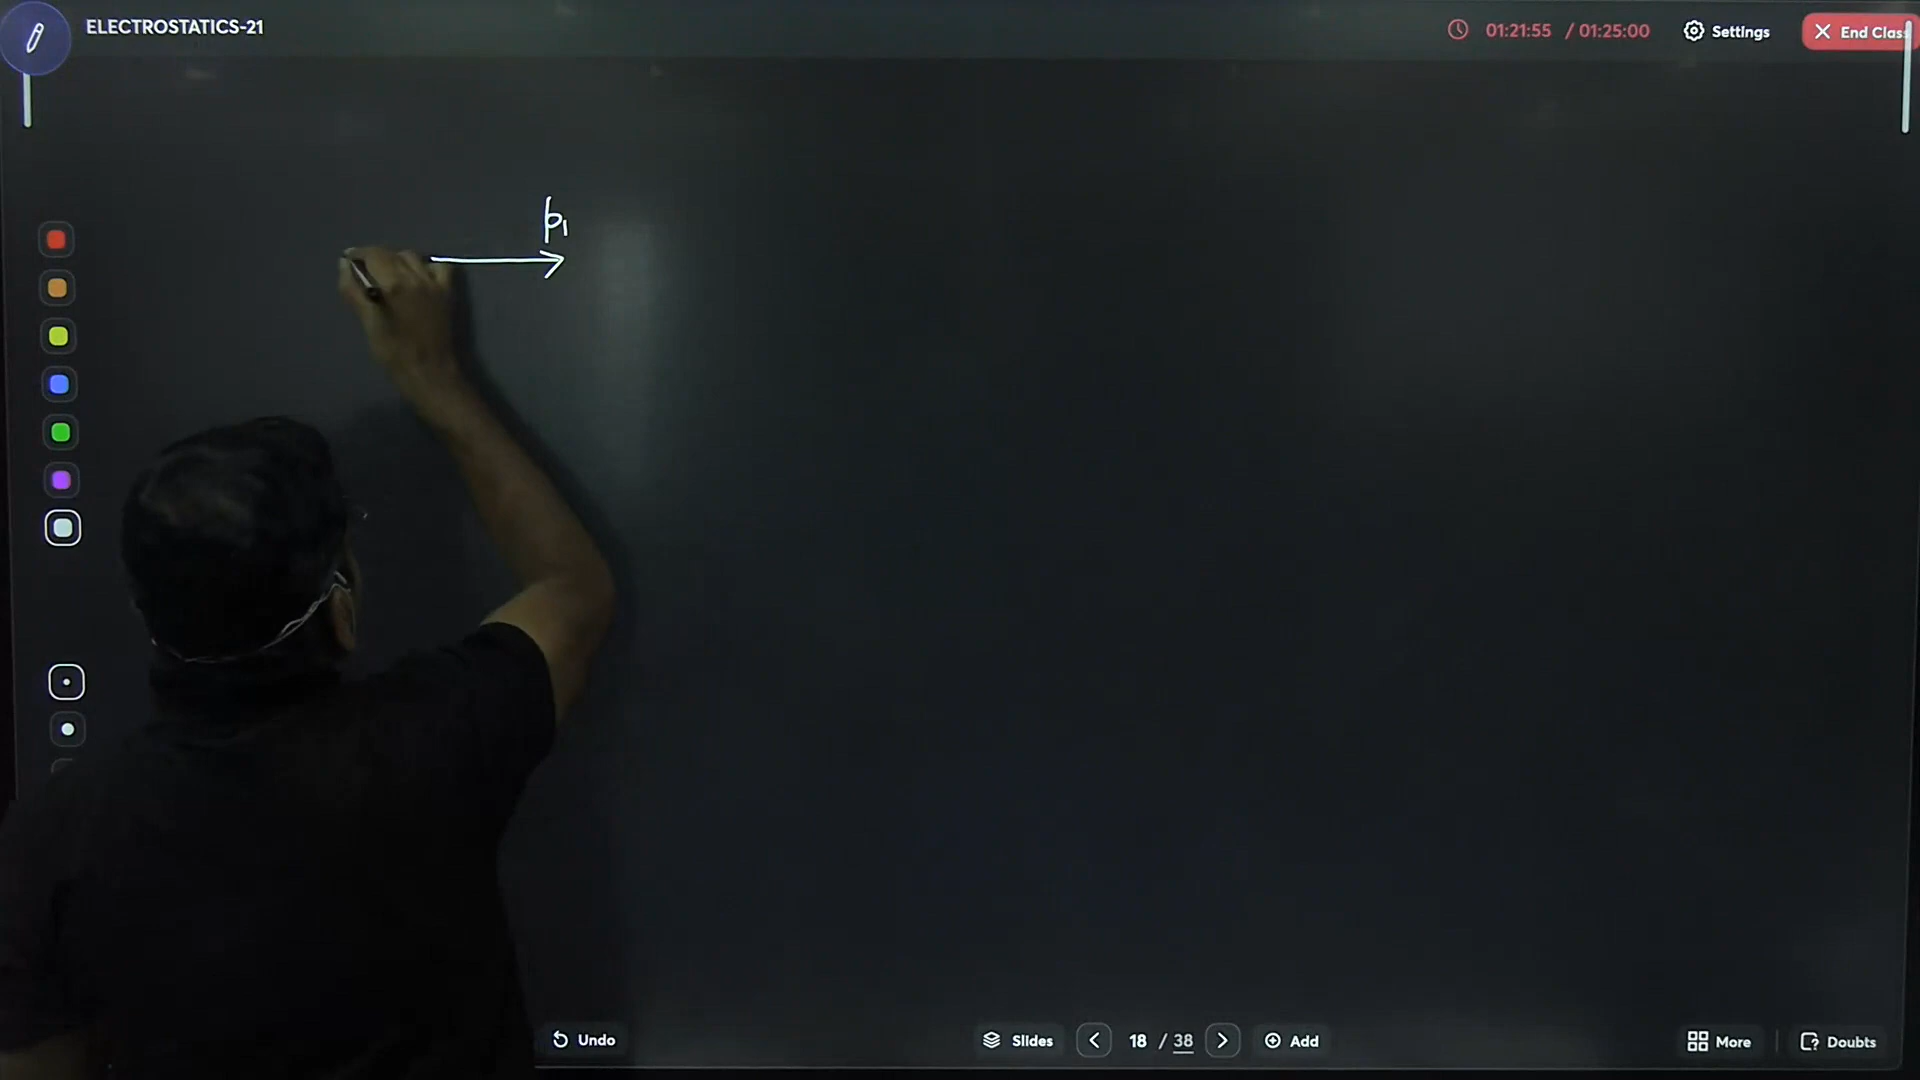 ELECTROSTATICS-21
01:21:55 / 01:25:00
Settings
End Class
p₁
Undo
Slides
18 / 38
Add
More
Doubts